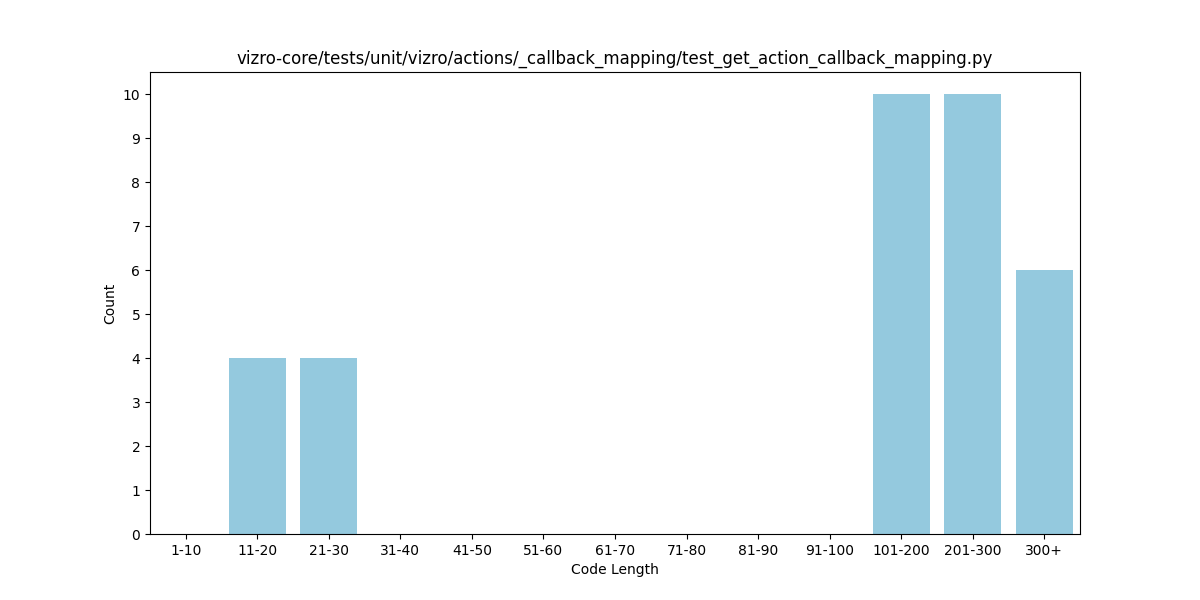 vizro-core/tests/unit/vizro/actions/_callback_mapping/test_get_action_callback_mapping.py
10
9
8
7
6
5
4
3
2
1
0
Count
1-10 11-20 21-30 31-40 41-50 51-60 61-70 71-80 81-90 91-100 101-200 201-300 300+
Code Length